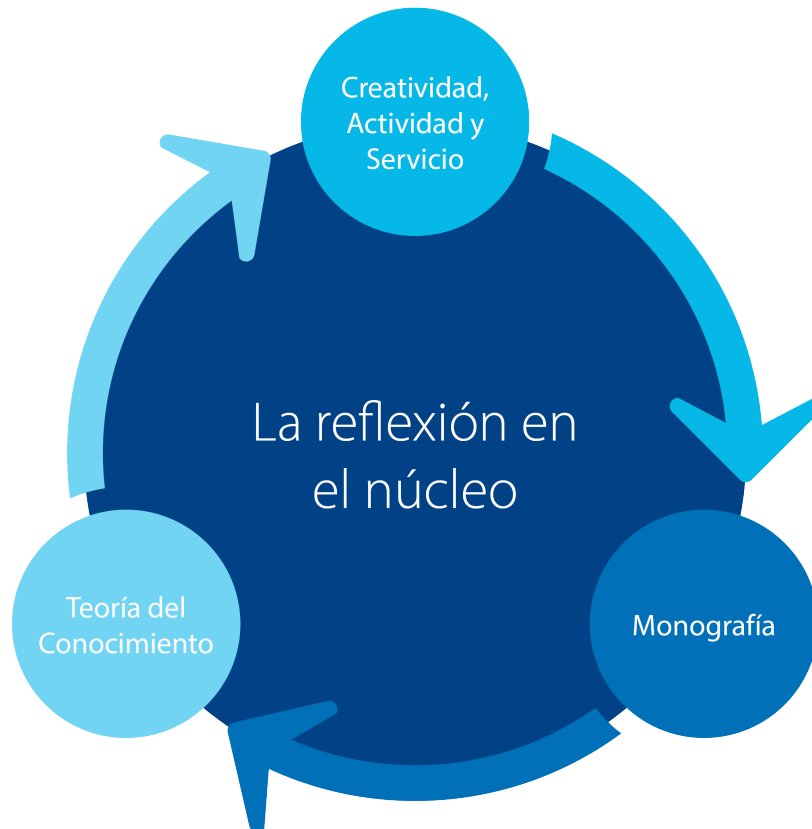 Creatividad,
Actividad y
Servicio
La reflexión en
el núcleo
Teoría del
Conocimiento
Monografía